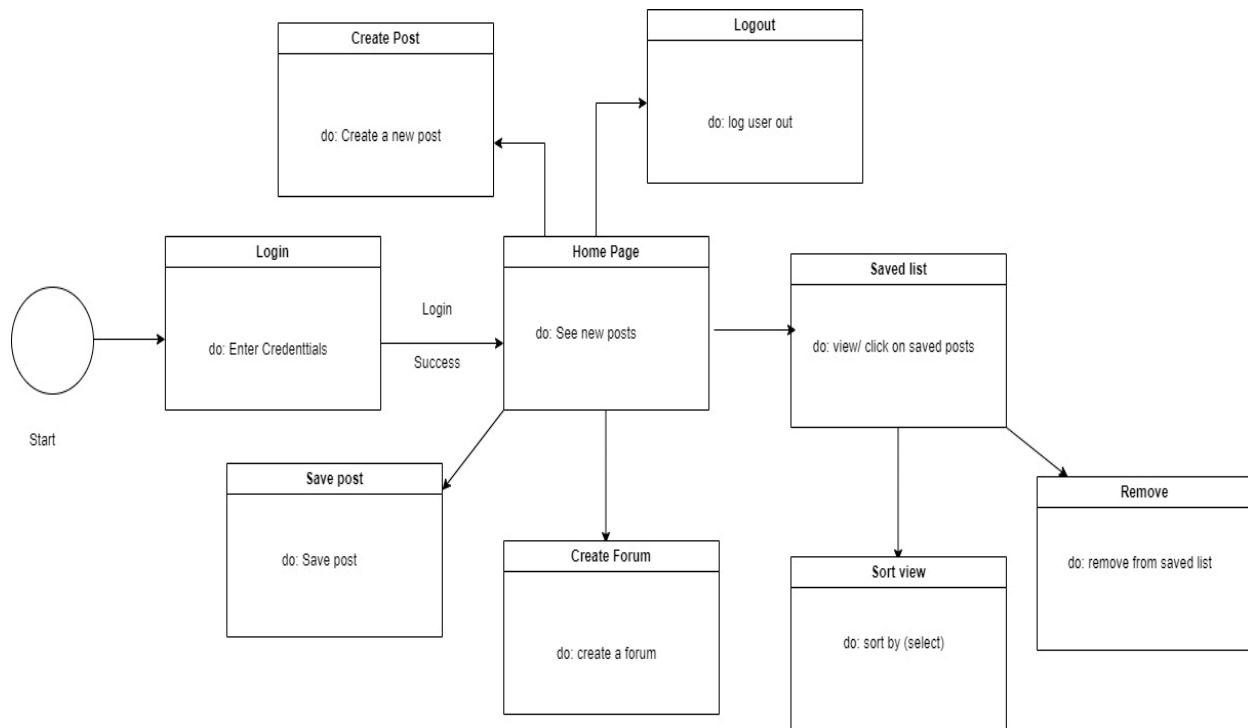 Logout
Create Post
do: log user out
do: Create a new post
Login
Home Page
Saved list
Login
do: Enter Credenttials
do: See new posts
do: view/ click on saved posts
Success
Start
Save post
Remove
Create Forum
do: Save post
do: remove from saved list
Sort view
do: create a forum
do: sort by (select)